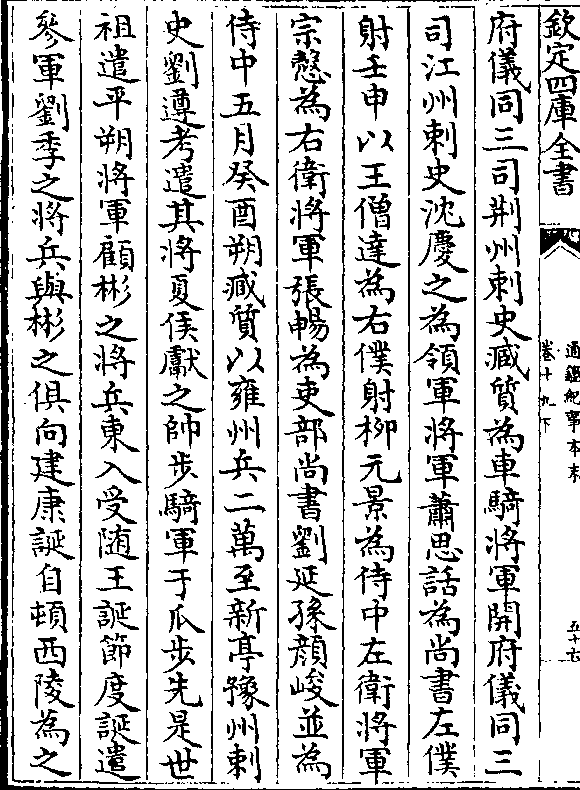 欽定四庫全書
通鑑紀事本末
卷十九下
五十七
府儀同三司荆州刺史臧質為車騎將軍開府儀同三
司江州刺史沈慶之為領軍將軍蕭思話為尚書左僕
射壬申以王僧達為右僕射柳元景為侍中左衛將軍
宗慤為右衛將軍張暢為吏部尚書劉延孫顔峻並為
侍中五月癸酉朔臧質以雍州兵二萬至新亭豫州刺
史劉遵考遣其將夏侯獻之帥步騎軍于瓜步先是世
祖遣平朔將軍顧彬之將兵東入受随王誕節度誕遣
參軍劉季之將兵與彬之俱向建康誕自頓西陵為之